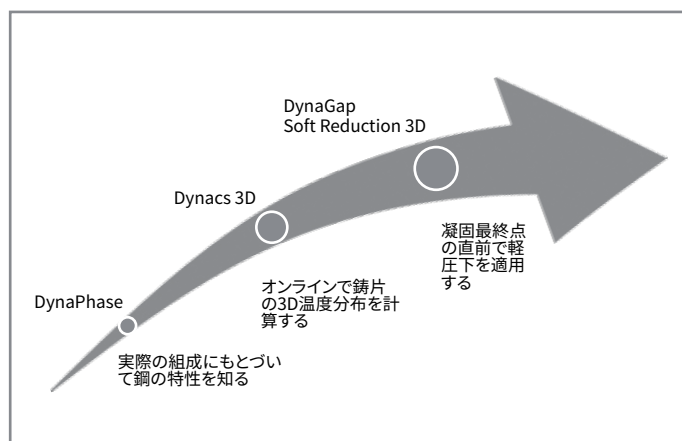 DynaGap
Soft Reduction 3D
Dynacs 3D
凝固最終点
の直前で軽
圧下を適用
する
オンラインで鋳片
の3D温度分布を計
算する
DynaPhase
実際の組成にもとづい
て鋼の特性を知る